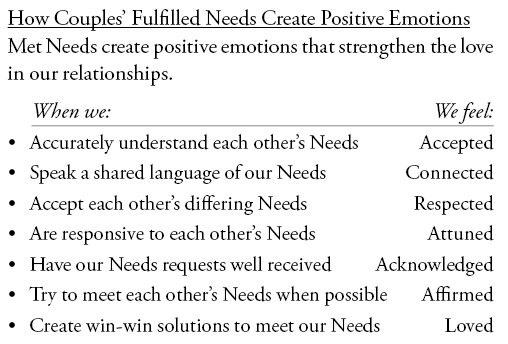 How Couples’ Fulfilled Needs Create Positive Emotions
Met Needs create positive emotions that strengthen the love
in our relationships.
When we: We feel:
• Accurately understand each other’s Needs Accepted
• Speak a shared language of our Needs Connected
• Accept each other’s differing Needs Respected
• Are responsive to each other’s Needs Attuned
• Have our Needs requests well received Acknowledged
• Try to meet each other’s Needs when possible Affirmed
• Create win-win solutions to meet our Needs Loved